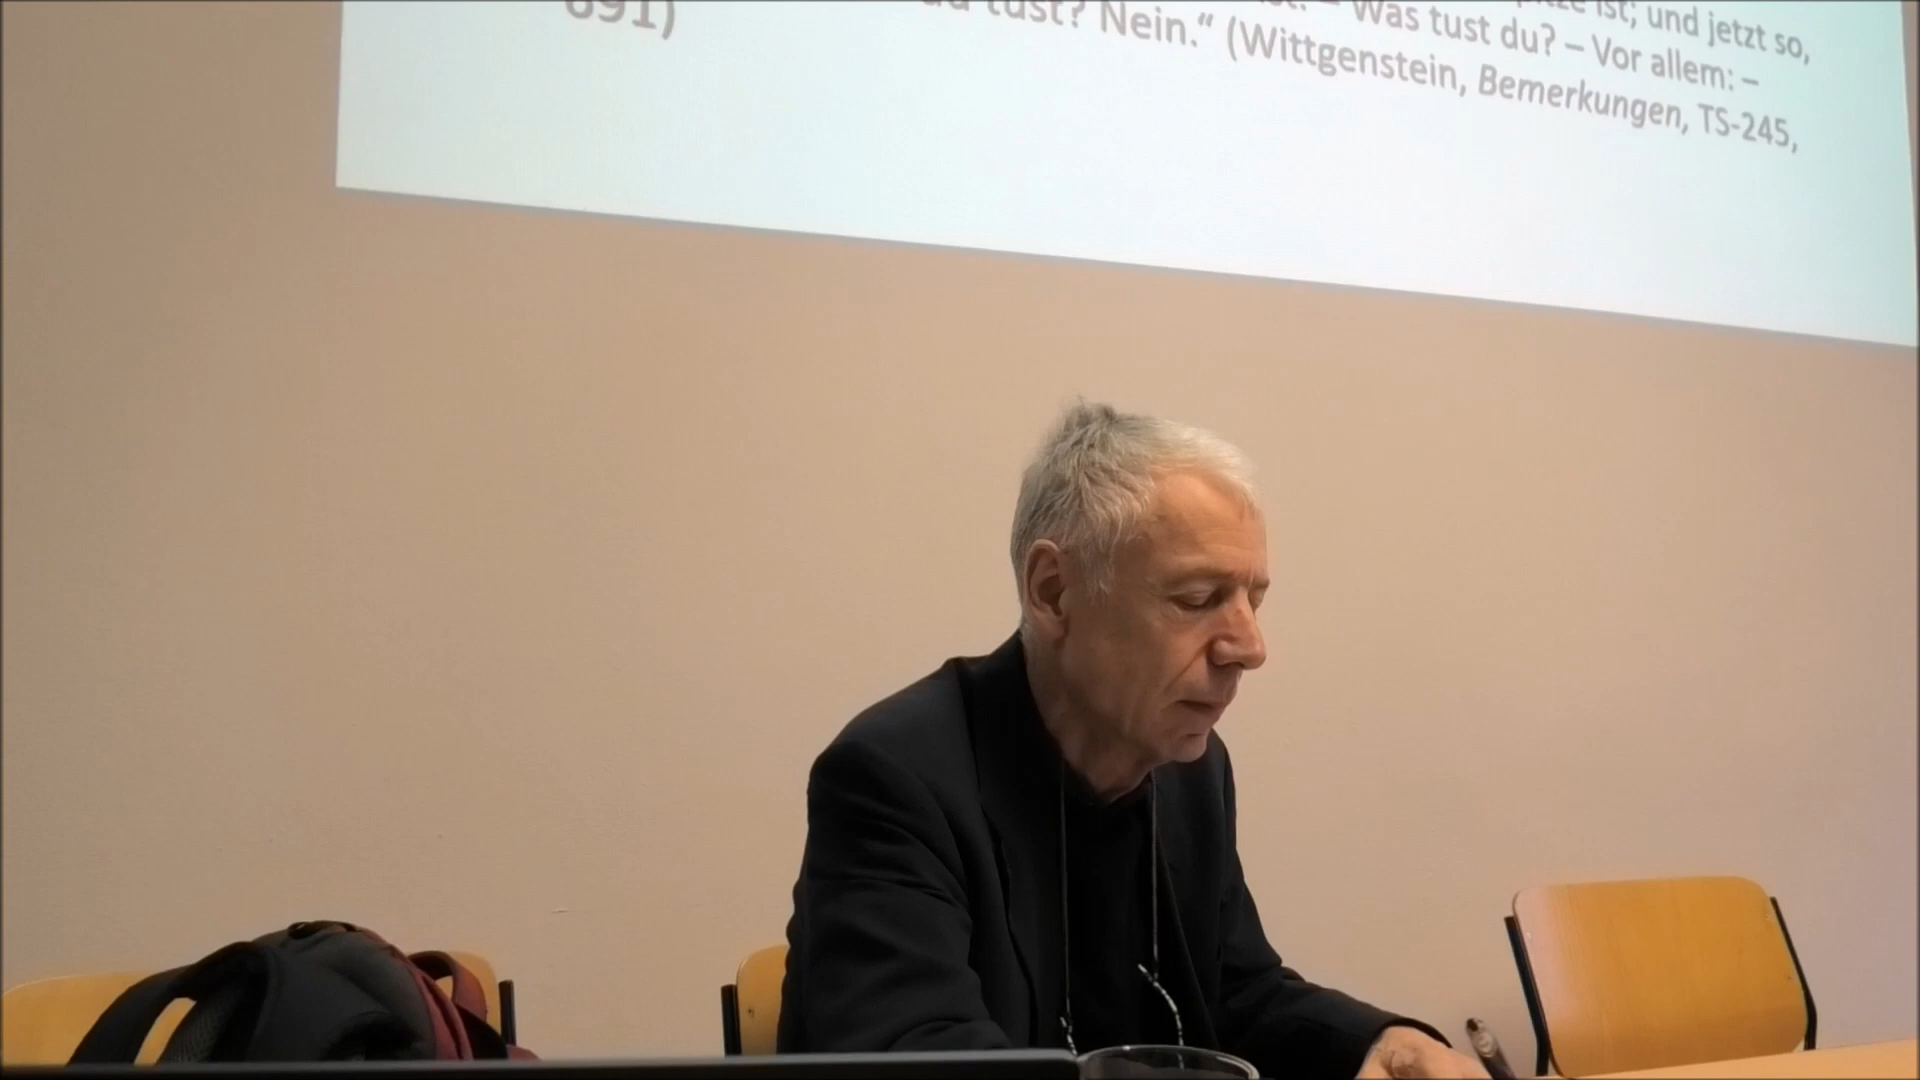 ist; und jetzt so,
Was tust du? – Vor allem: –
tust? Nein.“ (Wittgenstein, Bemerkungen, TS-245,
691)